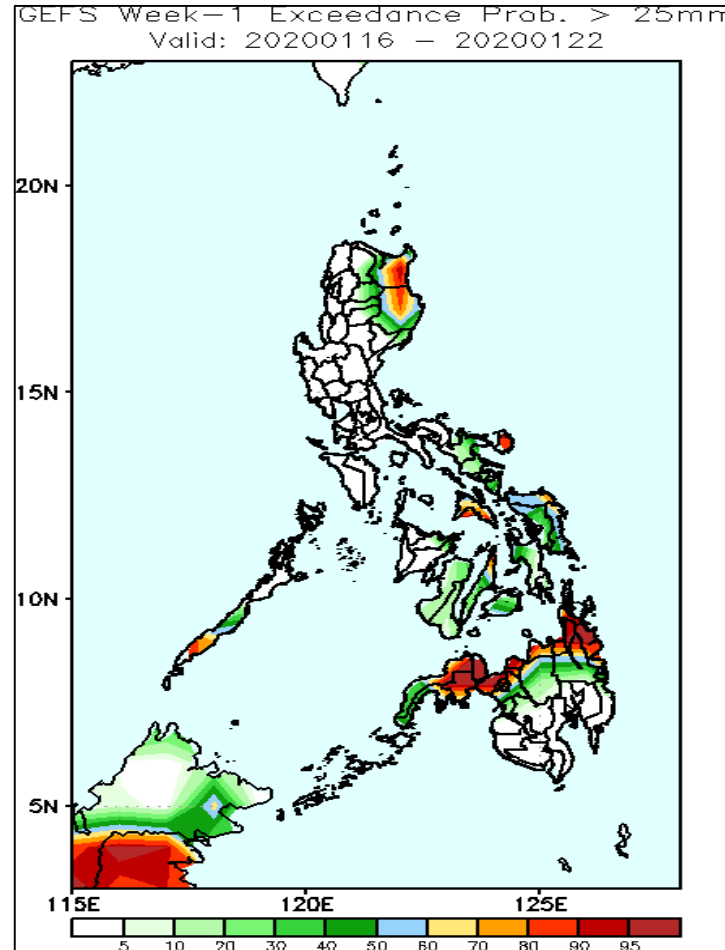 GEFS Week-1 Exceedance Prob. > 25mm
Valid: 20200116 - 20200122
20N
15N
10N
5N
115E 120E 125E
5 10 20 30 40 50 60 70 80 90 95